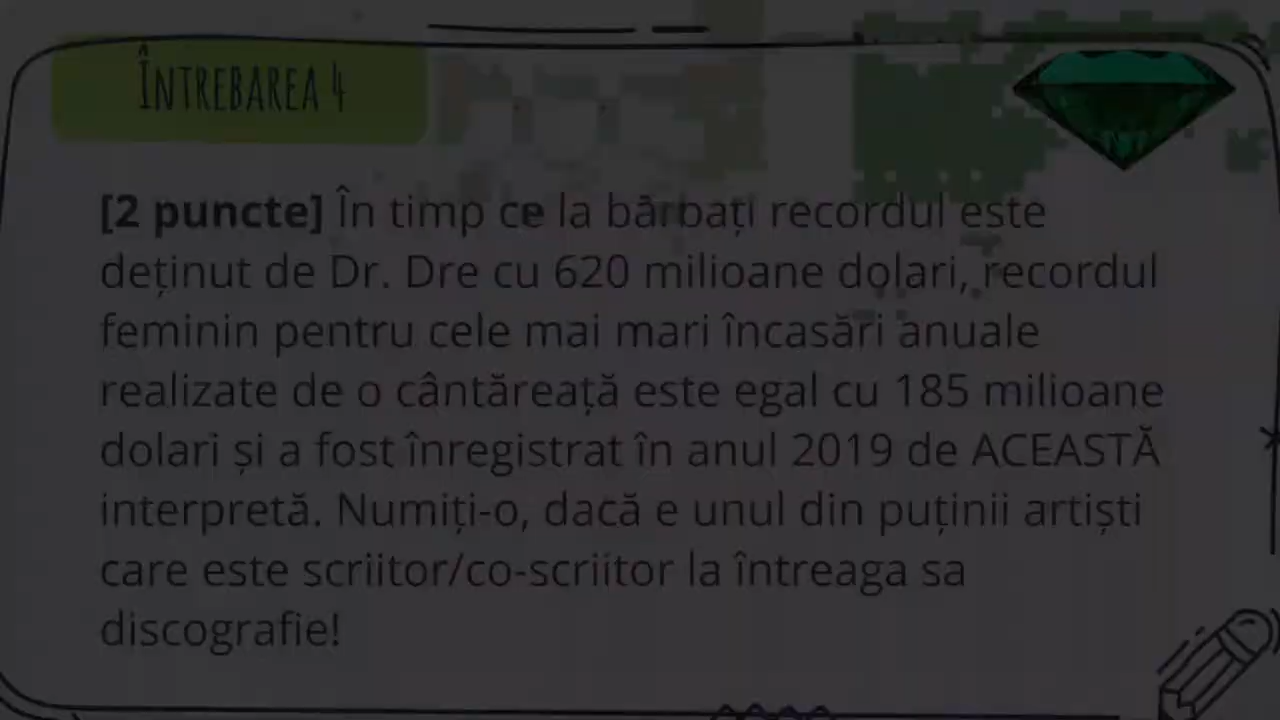 ÎNTREBAREA 4
[2 puncte] În timp ce la bărbați recordul este
deținut de Dr. Dre cu 620 milioane dolari, recordul
feminin pentru cele mai mari încasări anuale
realizate de o cântăreață este egal cu 185 milioane
dolari și a fost înregistrat în anul 2019 de ACEASTĂ
interpretă. Numiți-o, dacă e unul din puținii artiști
care este scriitor/co-scriitor la întreaga sa
discografie!